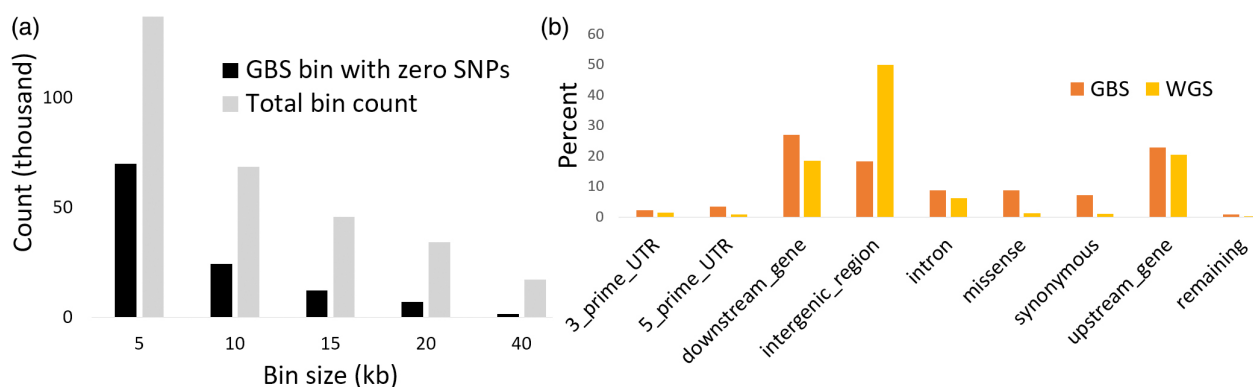 (a)
Count (thousand)
100
50
0
GBS bin with zero SNPs
Total bin count
5 10 15 20 40
Bin size (kb)
(b)
Percent
60
50
40
30
20
10
0
GBS WGS
3_prime_UTR
5_prime_UTR
downstream_gene
intergenic_region
intron
missense
synonymous
upstream_gene
remaining